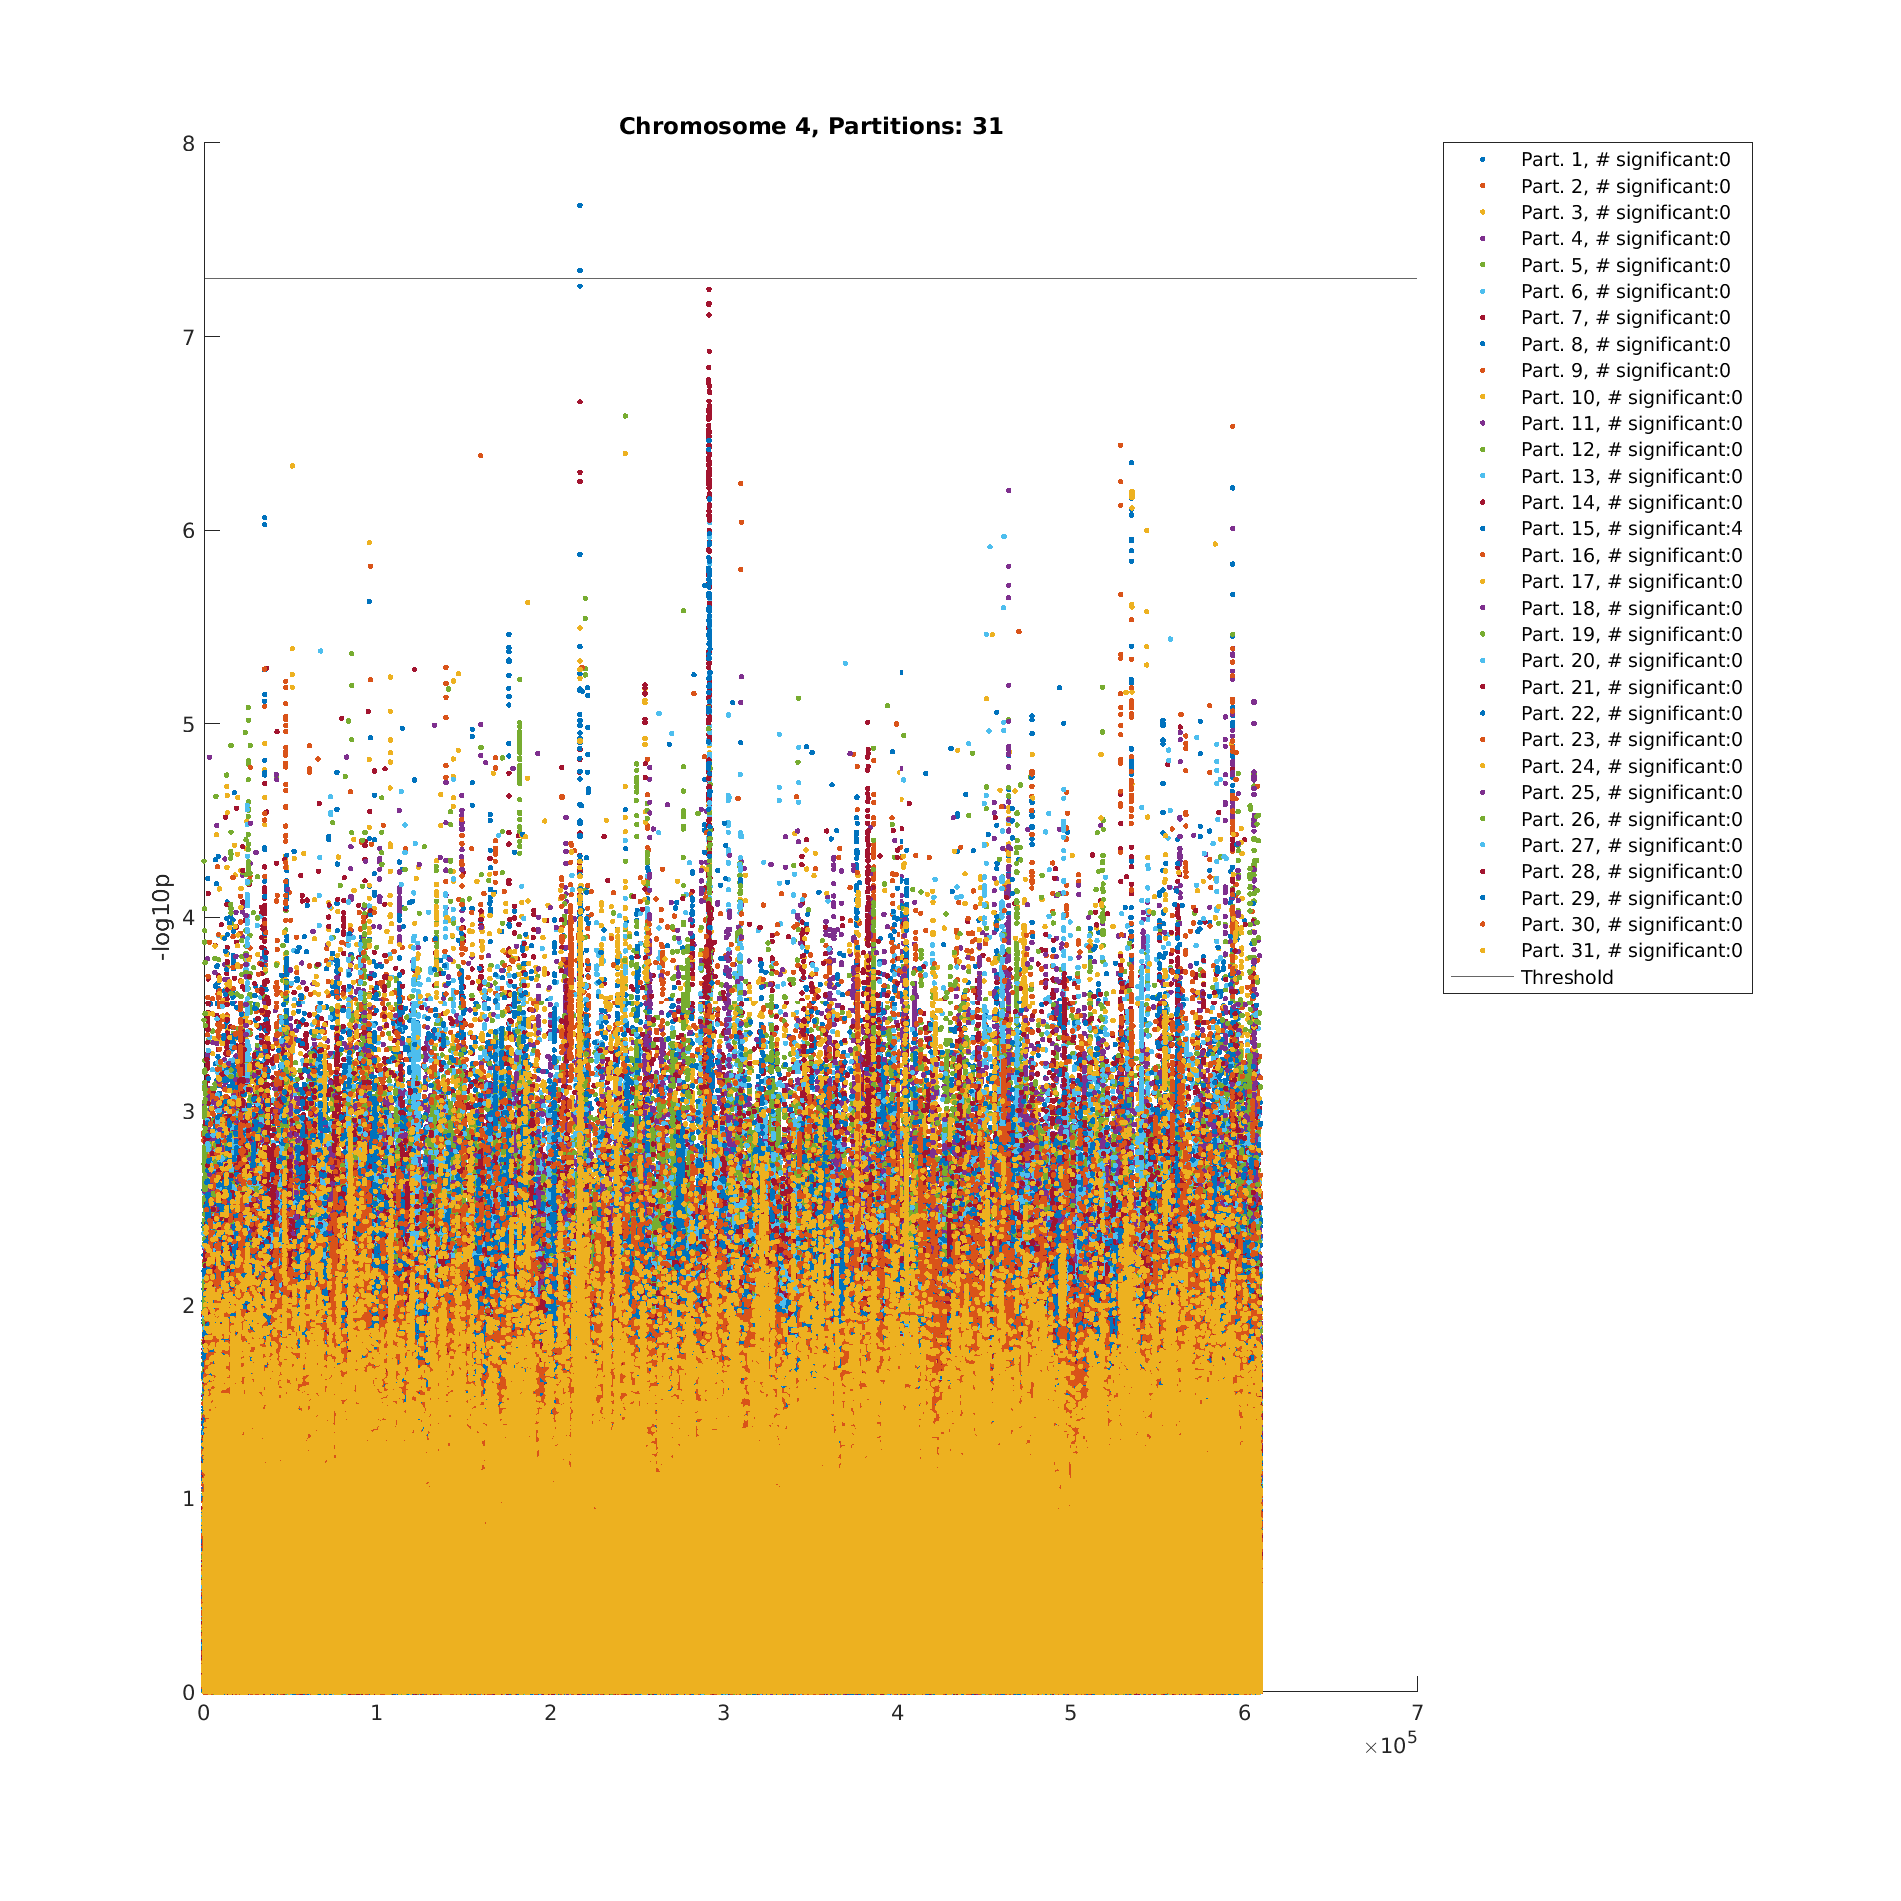 Chromosome 4, Partitions: 31
8
7
6
5
4
3
2
1
0
-log10p
0 1 2 3 4 5 6 7
×10^5
Part. 1, # significant:0
Part. 2, # significant:0
Part. 3, # significant:0
Part. 4, # significant:0
Part. 5, # significant:0
Part. 6, # significant:0
Part. 7, # significant:0
Part. 8, # significant:0
Part. 9, # significant:0
Part. 10, # significant:0
Part. 11, # significant:0
Part. 12, # significant:0
Part. 13, # significant:0
Part. 14, # significant:0
Part. 15, # significant:4
Part. 16, # significant:0
Part. 17, # significant:0
Part. 18, # significant:0
Part. 19, # significant:0
Part. 20, # significant:0
Part. 21, # significant:0
Part. 22, # significant:0
Part. 23, # significant:0
Part. 24, # significant:0
Part. 25, # significant:0
Part. 26, # significant:0
Part. 27, # significant:0
Part. 28, # significant:0
Part. 29, # significant:0
Part. 30, # significant:0
Part. 31, # significant:0
Threshold